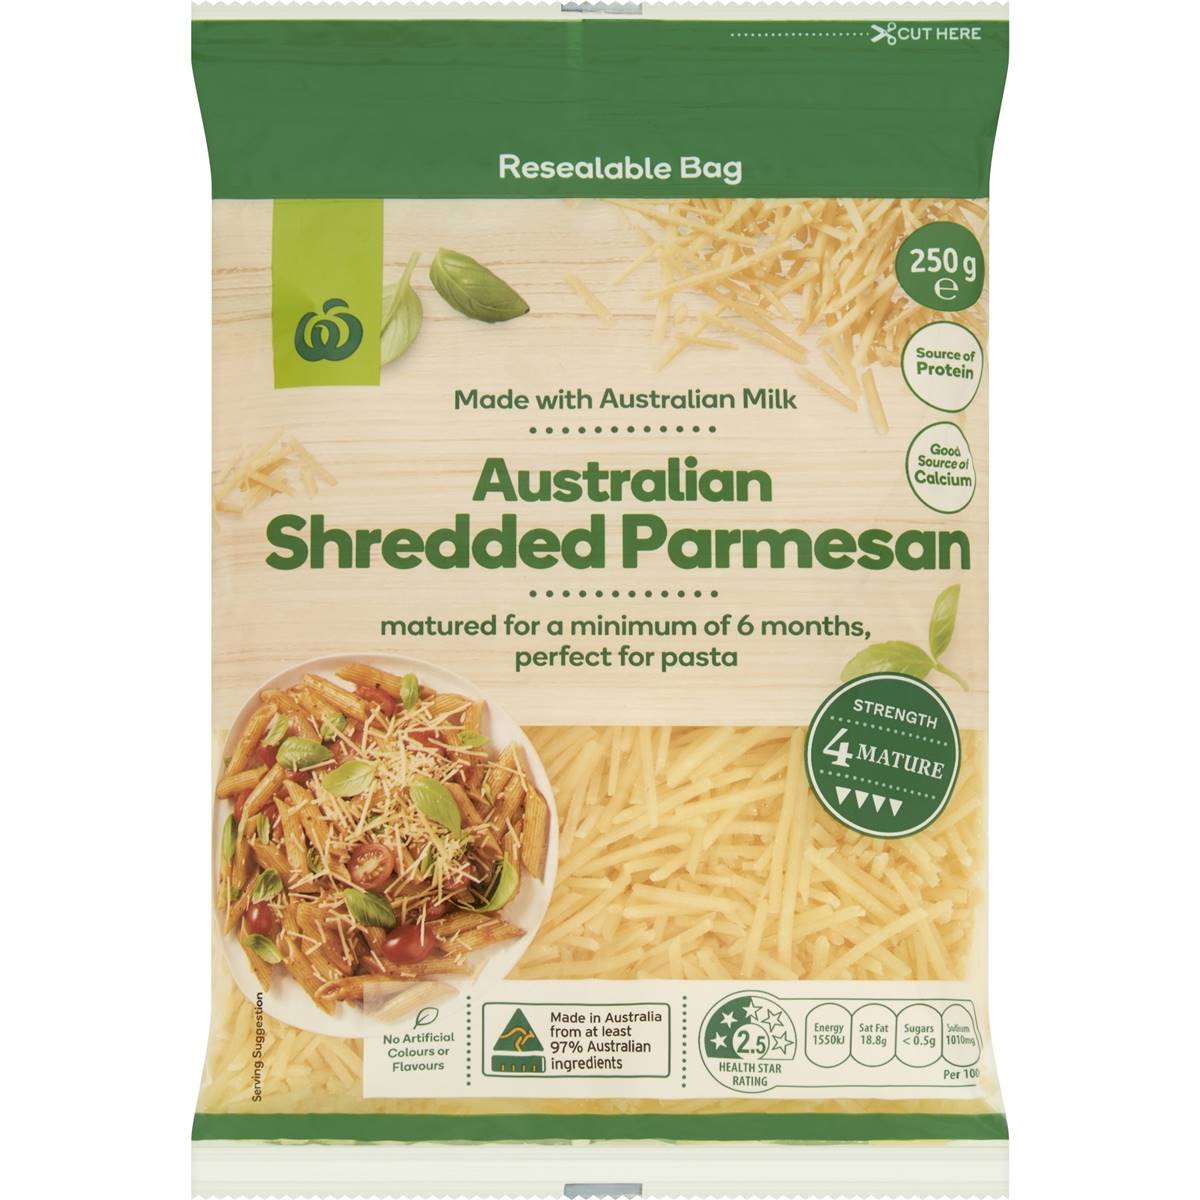 CUT HERE
Resealable Bag
250 g
e
Source of
Protein
Good
Source of
Calcium
Made with Australian Milk
Australian
Shredded Parmesan
matured for a minimum of 6 months,
perfect for pasta
STRENGTH
4 MATURE
Serving Suggestion
No Artificial
Colours or
Flavours
Made in Australia
from at least
97% Australian
ingredients
2.5
HEALTH STAR
RATING
Energy
1550kJ
Sat Fat
18.8g
Sugars
< 0.5g
Sodium
1010mg
Per 100